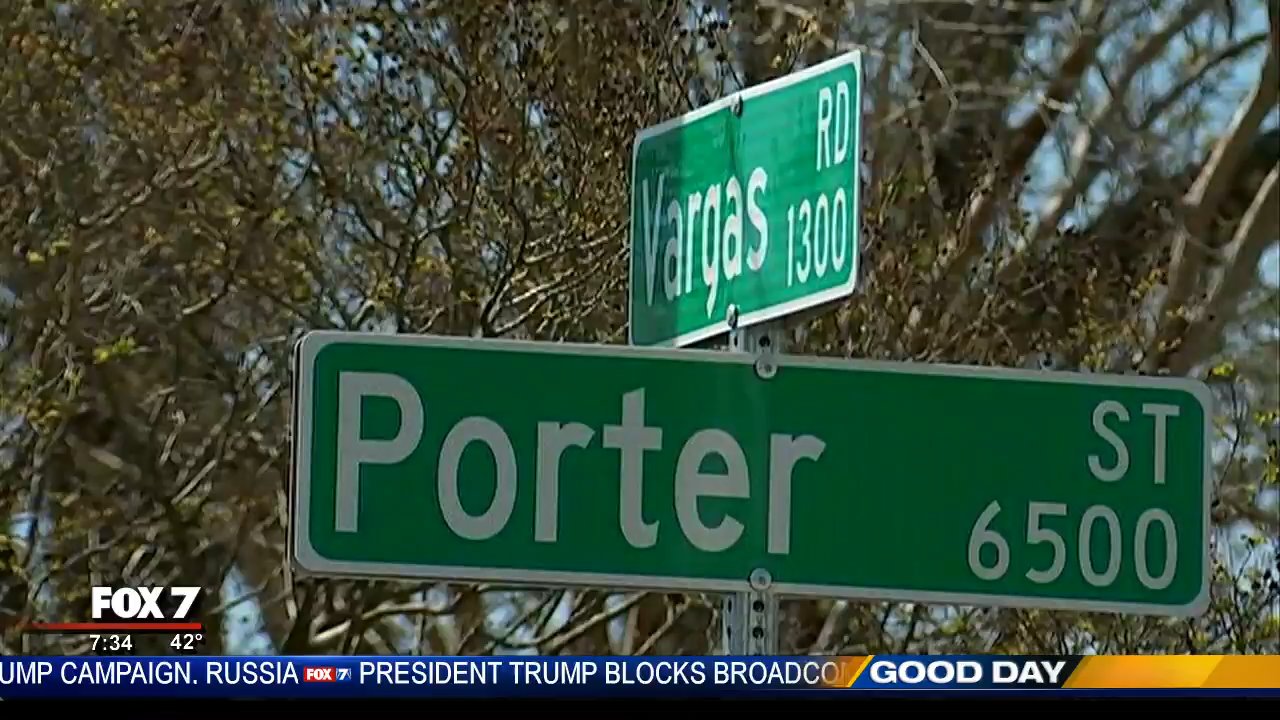 RD
Vargas
1300
Porter
ST
6500
FOX 7
7:34 42°
UMP CAMPAIGN. RUSSIA FOX 7 PRESIDENT TRUMP BLOCKS BROADCO
GOOD DAY